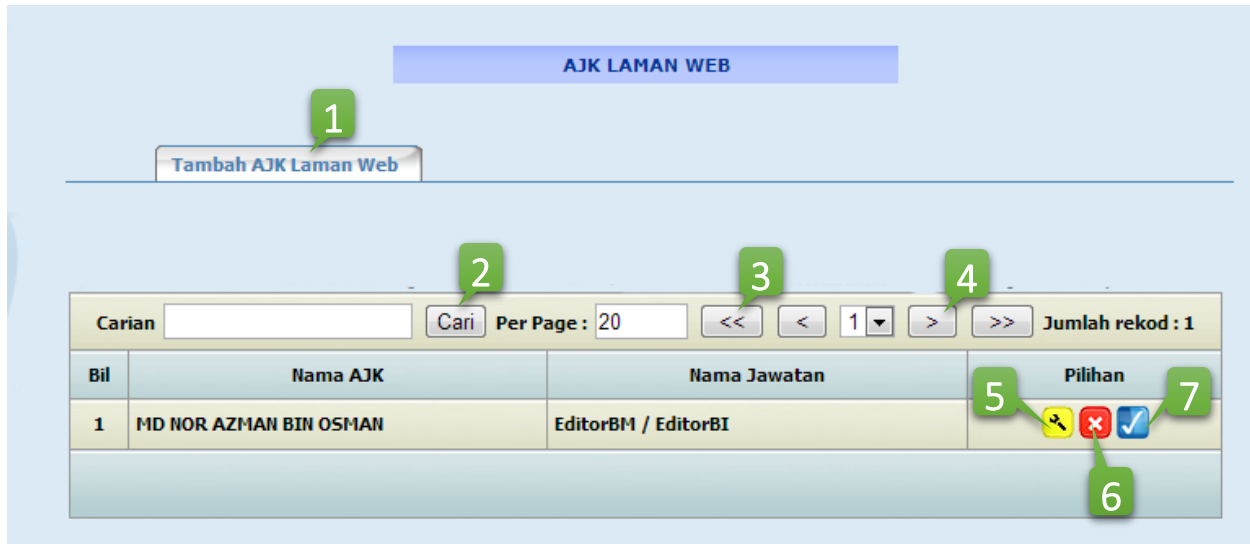 AJK LAMAN WEB
1
Tambah AJK Laman Web
2 3 4
Carian Cari Per Page : 20 << < 1 > >> Jumlah rekod : 1
Bil Nama AJK Nama Jawatan Pilihan
5 7
1 MD NOR AZMAN BIN OSMAN EditorBM / EditorBI
6